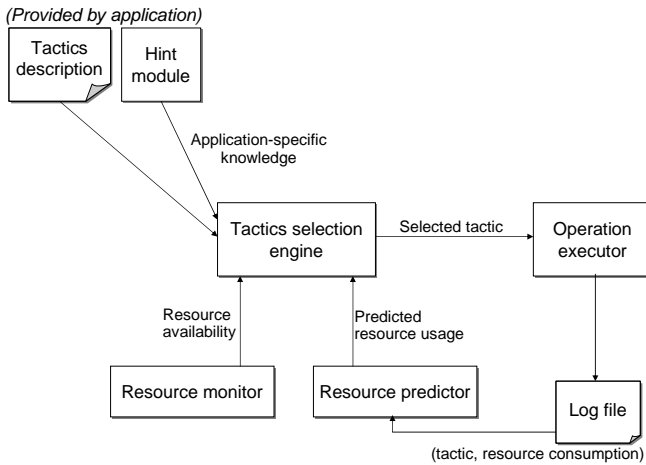 (Provided by application)
Tactics
description
Hint
module
Application-specific
knowledge
Tactics selection
engine
Selected tactic
Operation
executor
Resource
availability
Predicted
resource usage
Resource monitor
Resource predictor
Log file
(tactic, resource consumption)